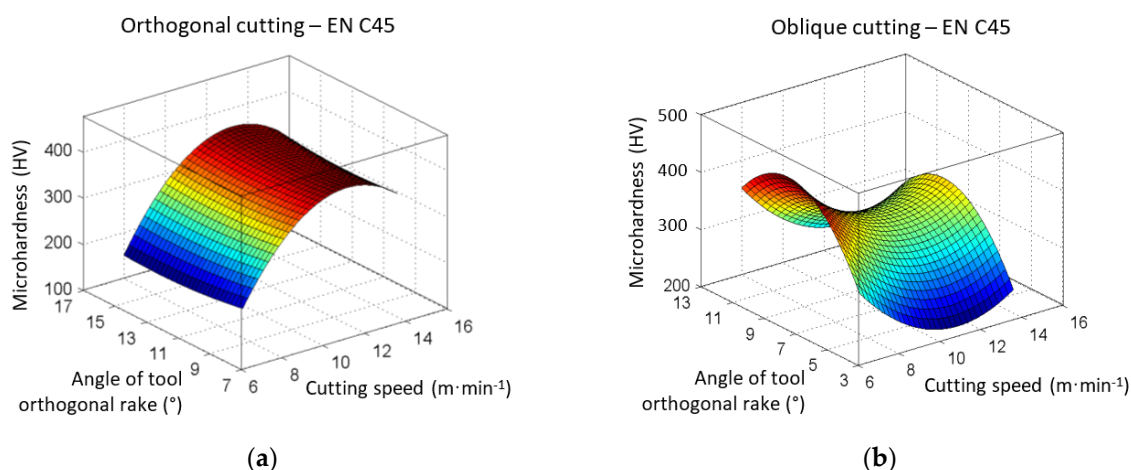 Orthogonal cutting – EN C45
Microhardness (HV)
400
300
200
100
17
15
13
11
9
7
6
8
10
12
14
16
Angle of tool
orthogonal rake (°)
Cutting speed (m·min⁻¹)
(a)
Oblique cutting – EN C45
Microhardness (HV)
500
400
300
200
13
11
9
7
5
3
6
8
10
12
14
16
Angle of tool
orthogonal rake (°)
Cutting speed (m·min⁻¹)
(b)